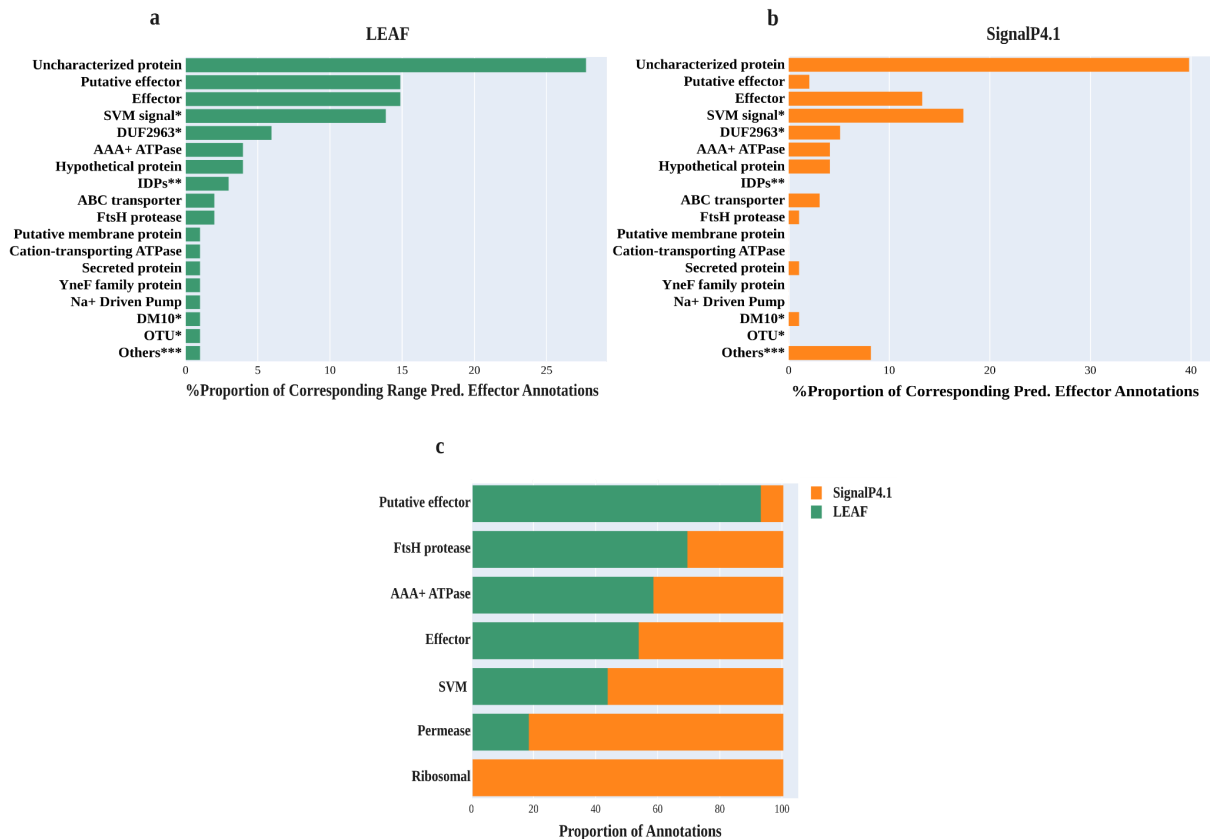 a
LEAF
Uncharacterized protein
Putative effector
Effector
SVM signal*
DUF2963*
AAA+ ATPase
Hypothetical protein
IDPs**
ABC transporter
FtsH protease
Putative membrane protein
Cation-transporting ATPase
Secreted protein
YneF family protein
Na+ Driven Pump
DM10*
OTU*
Others***
0 5 10 15 20 25
%Proportion of Corresponding Range Pred. Effector Annotations
b
SignalP4.1
Uncharacterized protein
Putative effector
Effector
SVM signal*
DUF2963*
AAA+ ATPase
Hypothetical protein
IDPs**
ABC transporter
FtsH protease
Putative membrane protein
Cation-transporting ATPase
Secreted protein
YneF family protein
Na+ Driven Pump
DM10*
OTU*
Others***
0 10 20 30 40
%Proportion of Corresponding Pred. Effector Annotations
c
Putative effector
FtsH protease
AAA+ ATPase
Effector
SVM
Permease
Ribosomal
0 20 40 60 80 100
Proportion of Annotations
SignalP4.1
LEAF